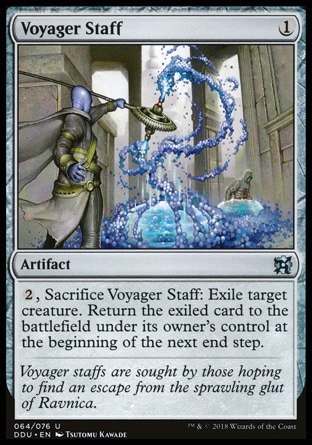 Voyager Staff 1
Artifact
2, Sacrifice Voyager Staff: Exile target
creature. Return the exiled card to the
battlefield under its owner's control at
the beginning of the next end step.
Voyager staffs are sought by those hoping
to find an escape from the sprawling glut
of Ravnica.
064/076 U
DDU • EN Tsutomu Kawade
™ & © 2018 Wizards of the Coast